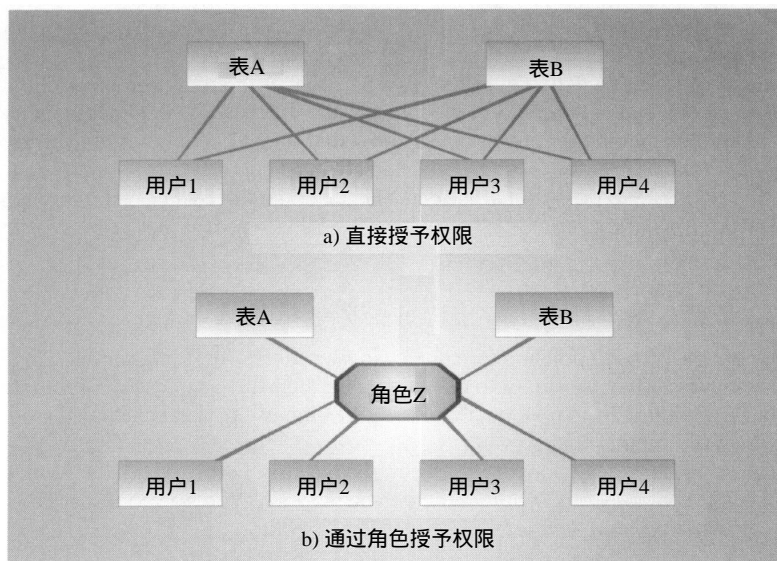 表A 表B
用户1 用户2 用户3 用户4
a) 直接授予权限
表A 表B
角色Z
用户1 用户2 用户3 用户4
b) 通过角色授予权限